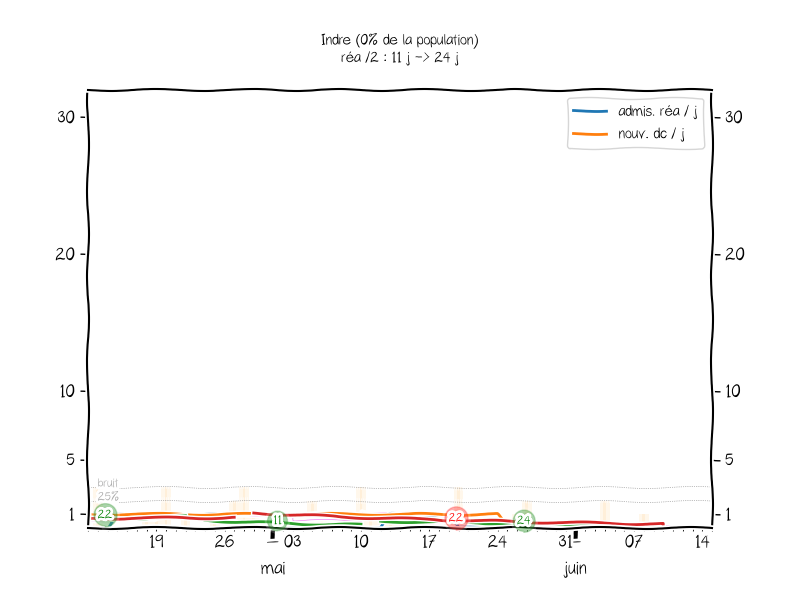 Indre (0% de la population)
réa /2 : 11 j -> 24 j
admis. réa / j
nouv. dc / j
30 30
20 20
10 10
5 5
bruit
25%
1 22 11 22 24 1
19 26 03 10 17 24 31 07 14
mai juin